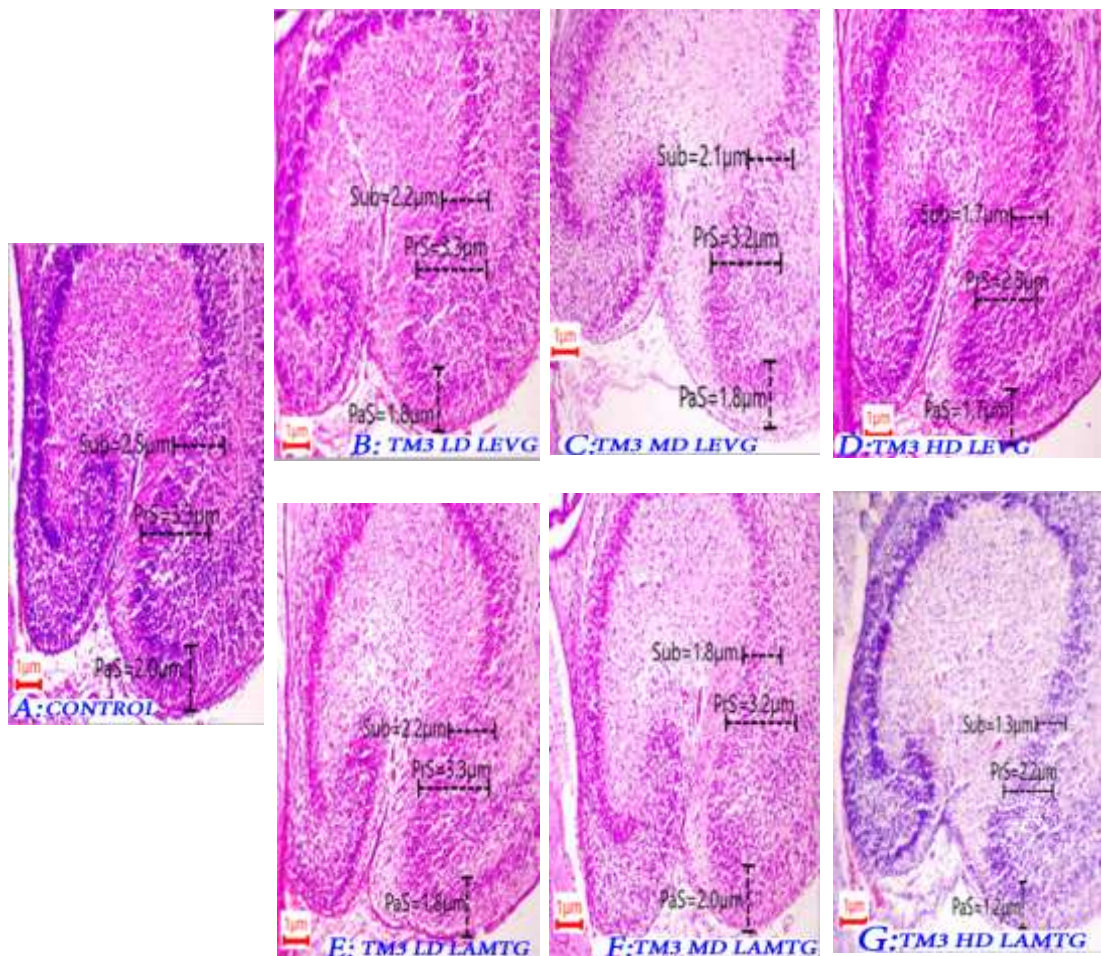 Sub=2.5µm
PaS=2.0µm
1µm
A:CONTROL
Sub=2.2µm
PrS=3.3µm
PaS=1.8µm
1µm
B: TM3 LD LEVG
Sub=2.1µm
PrS=3.2µm
PaS=1.8µm
1µm
C:TM3 MD LEVG
Sub=1.7µm
PaS=1.7µm
1µm
D:TM3 HD LEVG
Sub=2.2µm
PrS=3.3µm
PaS=1.8µm
1µm
E: TM3 LD LAMTG
Sub=1.8µm
PrS=3.2µm
PaS=2.0µm
1µm
F:TM3 MD LAMTG
Sub=1.3µm
PrS=2.2µm
PaS=1.2µm
1µm
G:TM3 HD LAMTG